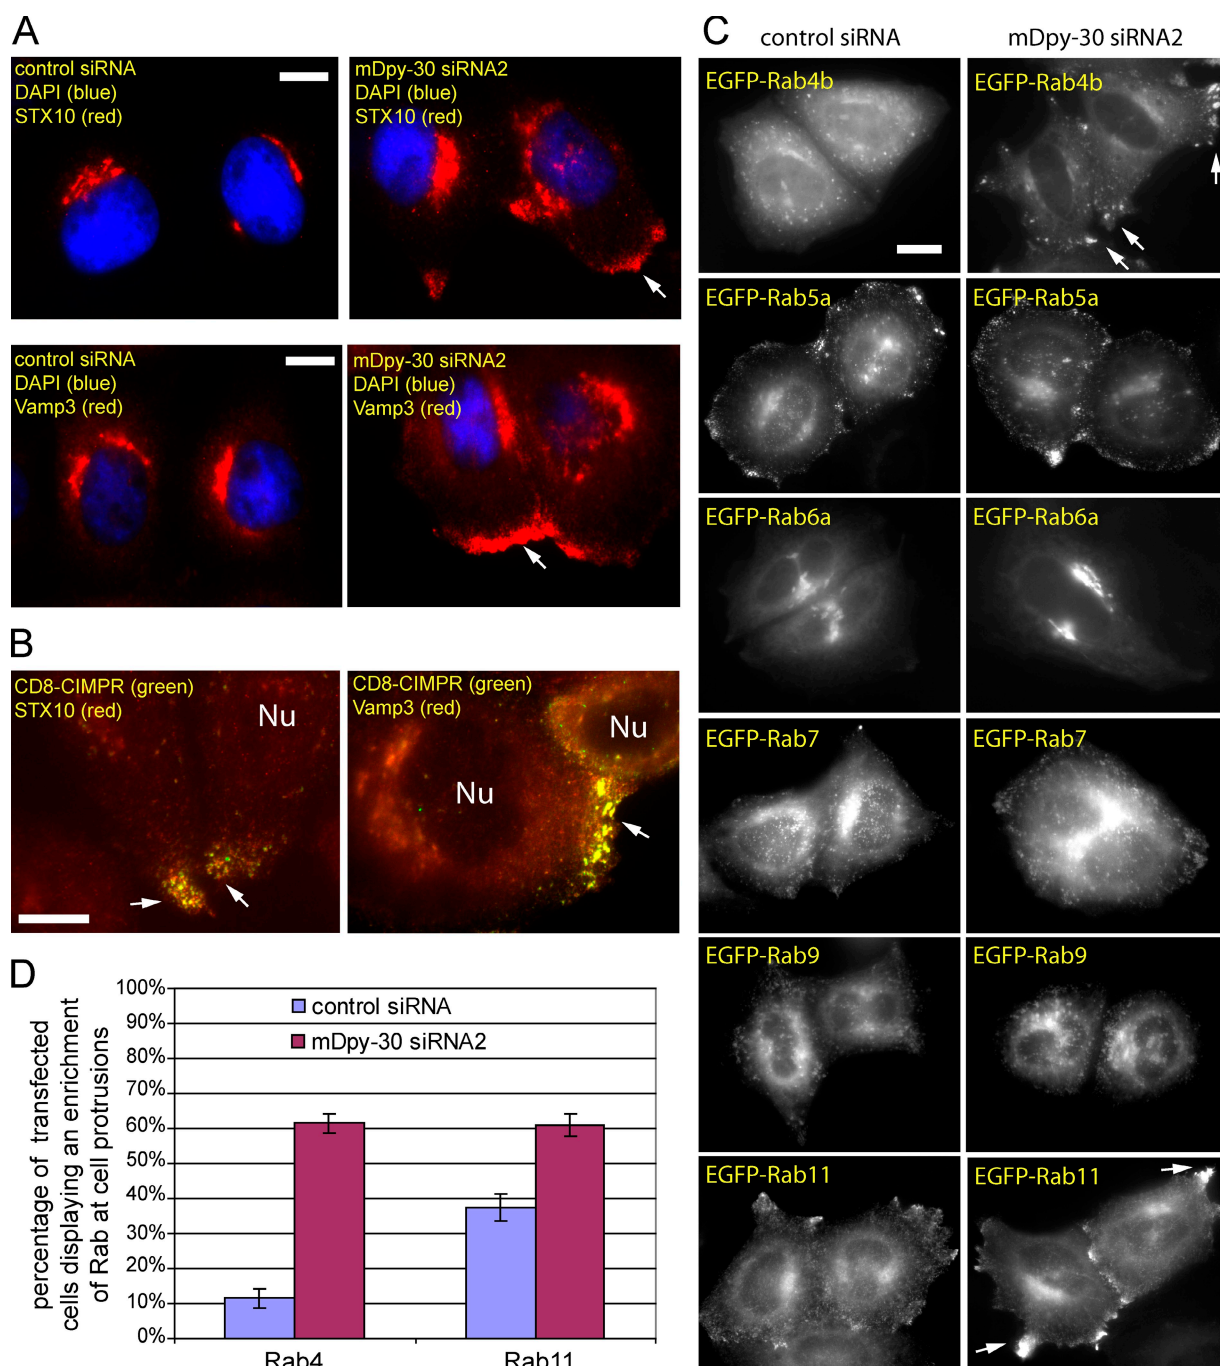 A
control siRNA
DAPI (blue)
STX10 (red)
mDpy-30 siRNA2
DAPI (blue)
STX10 (red)
control siRNA
DAPI (blue)
Vamp3 (red)
mDpy-30 siRNA2
DAPI (blue)
Vamp3 (red)
B
CD8-CIMPR (green)
STX10 (red)
Nu
CD8-CIMPR (green)
Vamp3 (red)
Nu
Nu
C
control siRNA
mDpy-30 siRNA2
EGFP-Rab4b
EGFP-Rab4b
EGFP-Rab5a
EGFP-Rab5a
EGFP-Rab6a
EGFP-Rab6a
EGFP-Rab7
EGFP-Rab7
EGFP-Rab9
EGFP-Rab9
EGFP-Rab11
EGFP-Rab11
D
percentage of transfected
cells displaying an enrichment
of Rab at cell protrusions
100%
90%
80%
70%
60%
50%
40%
30%
20%
10%
0%
control siRNA
mDpy-30 siRNA2
Rab4
Rab11